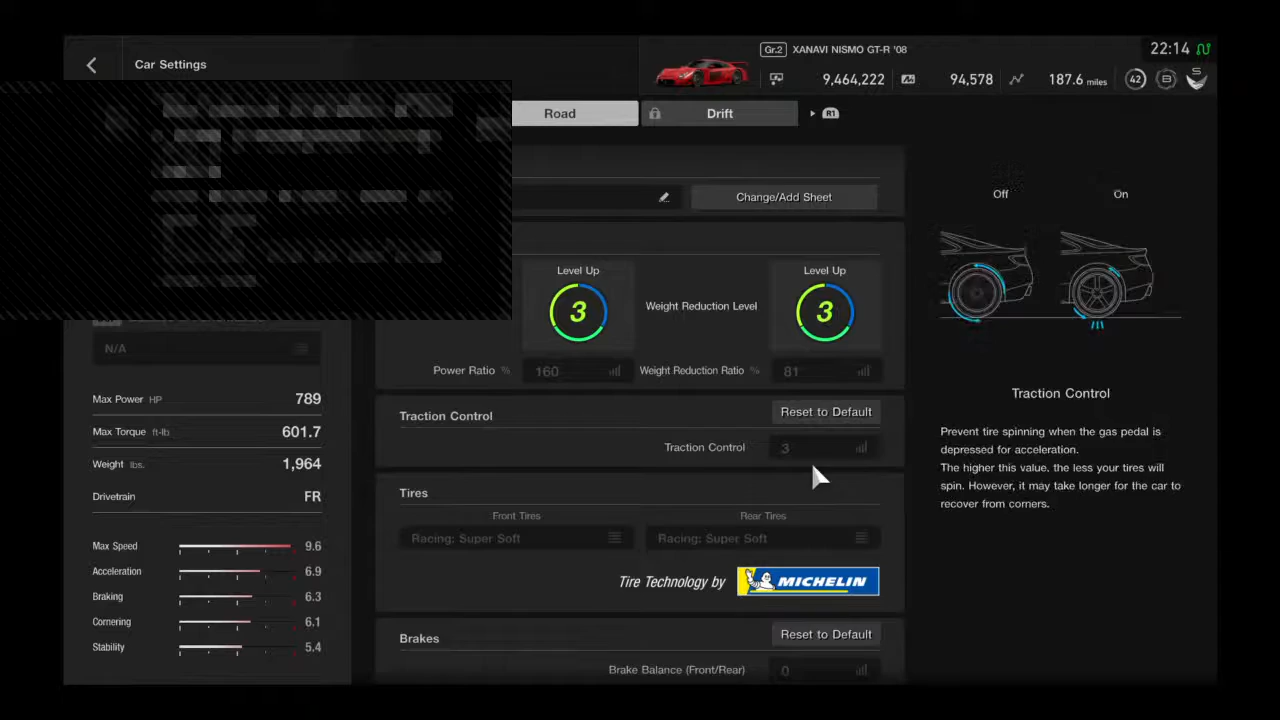 Gr.2 XANAVI NISMO GT-R '08
22:14
Car Settings
9,464,222
94,578
187.6 miles
42
B
S
Road
Drift
R1
Change/Add Sheet
Off
On
Level Up
3
Weight Reduction Level
Level Up
3
N/A
Power Ratio %
160
Weight Reduction Ratio %
81
Max Power HP
789
Max Torque ft-lb
601.7
Weight lbs.
1,964
Drivetrain
FR
Max Speed
9.6
Acceleration
6.9
Braking
6.3
Cornering
6.1
Stability
5.4
Traction Control
Reset to Default
Traction Control
3
Tires
Front Tires
Rear Tires
Racing: Super Soft
Racing: Super Soft
Tire Technology by
MICHELIN
Brakes
Reset to Default
Brake Balance (Front/Rear)
0
Traction Control
Prevent tire spinning when the gas pedal is
depressed for acceleration.
The higher this value, the less your tires will
spin. However, it may take longer for the car to
recover from corners.